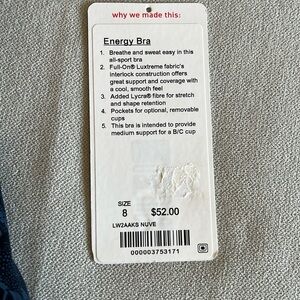 why we made this:
Energy Bra
1. Breathe and sweat easy in this
all-sport bra
2. Full-On® Luxtreme fabric's
interlock construction offers
great support and coverage with
a cool, smooth feel
3. Added Lycra® fibre for stretch
and shape retention
4. Pockets for optional, removable
cups
5. This bra is intended to provide
medium support for a B/C cup
SIZE
8 $52.00
LW2AAKS NUVE
000003753171